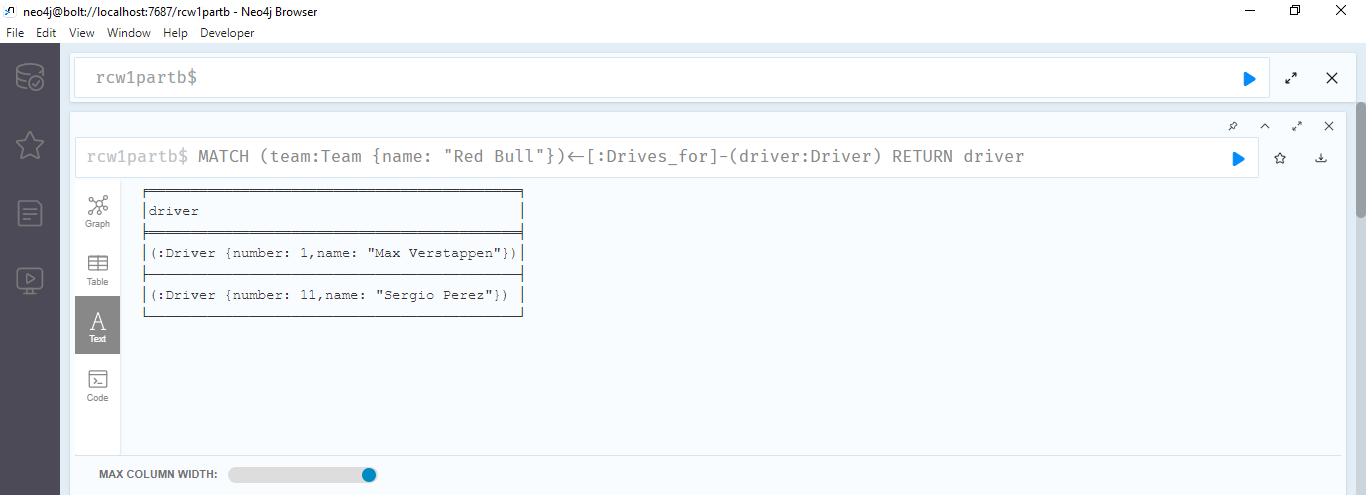 neo4j@bolt://localhost:7687/rcw1partb - Neo4j Browser
File Edit View Window Help Developer
rcw1partb$
rcw1partb$ MATCH (team:Team {name: "Red Bull"})<-[:Drives_for]-(driver:Driver) RETURN driver
Graph
Table
Text
Code
driver
(:Driver {number: 1,name: "Max Verstappen"})
(:Driver {number: 11,name: "Sergio Perez"})
MAX COLUMN WIDTH: